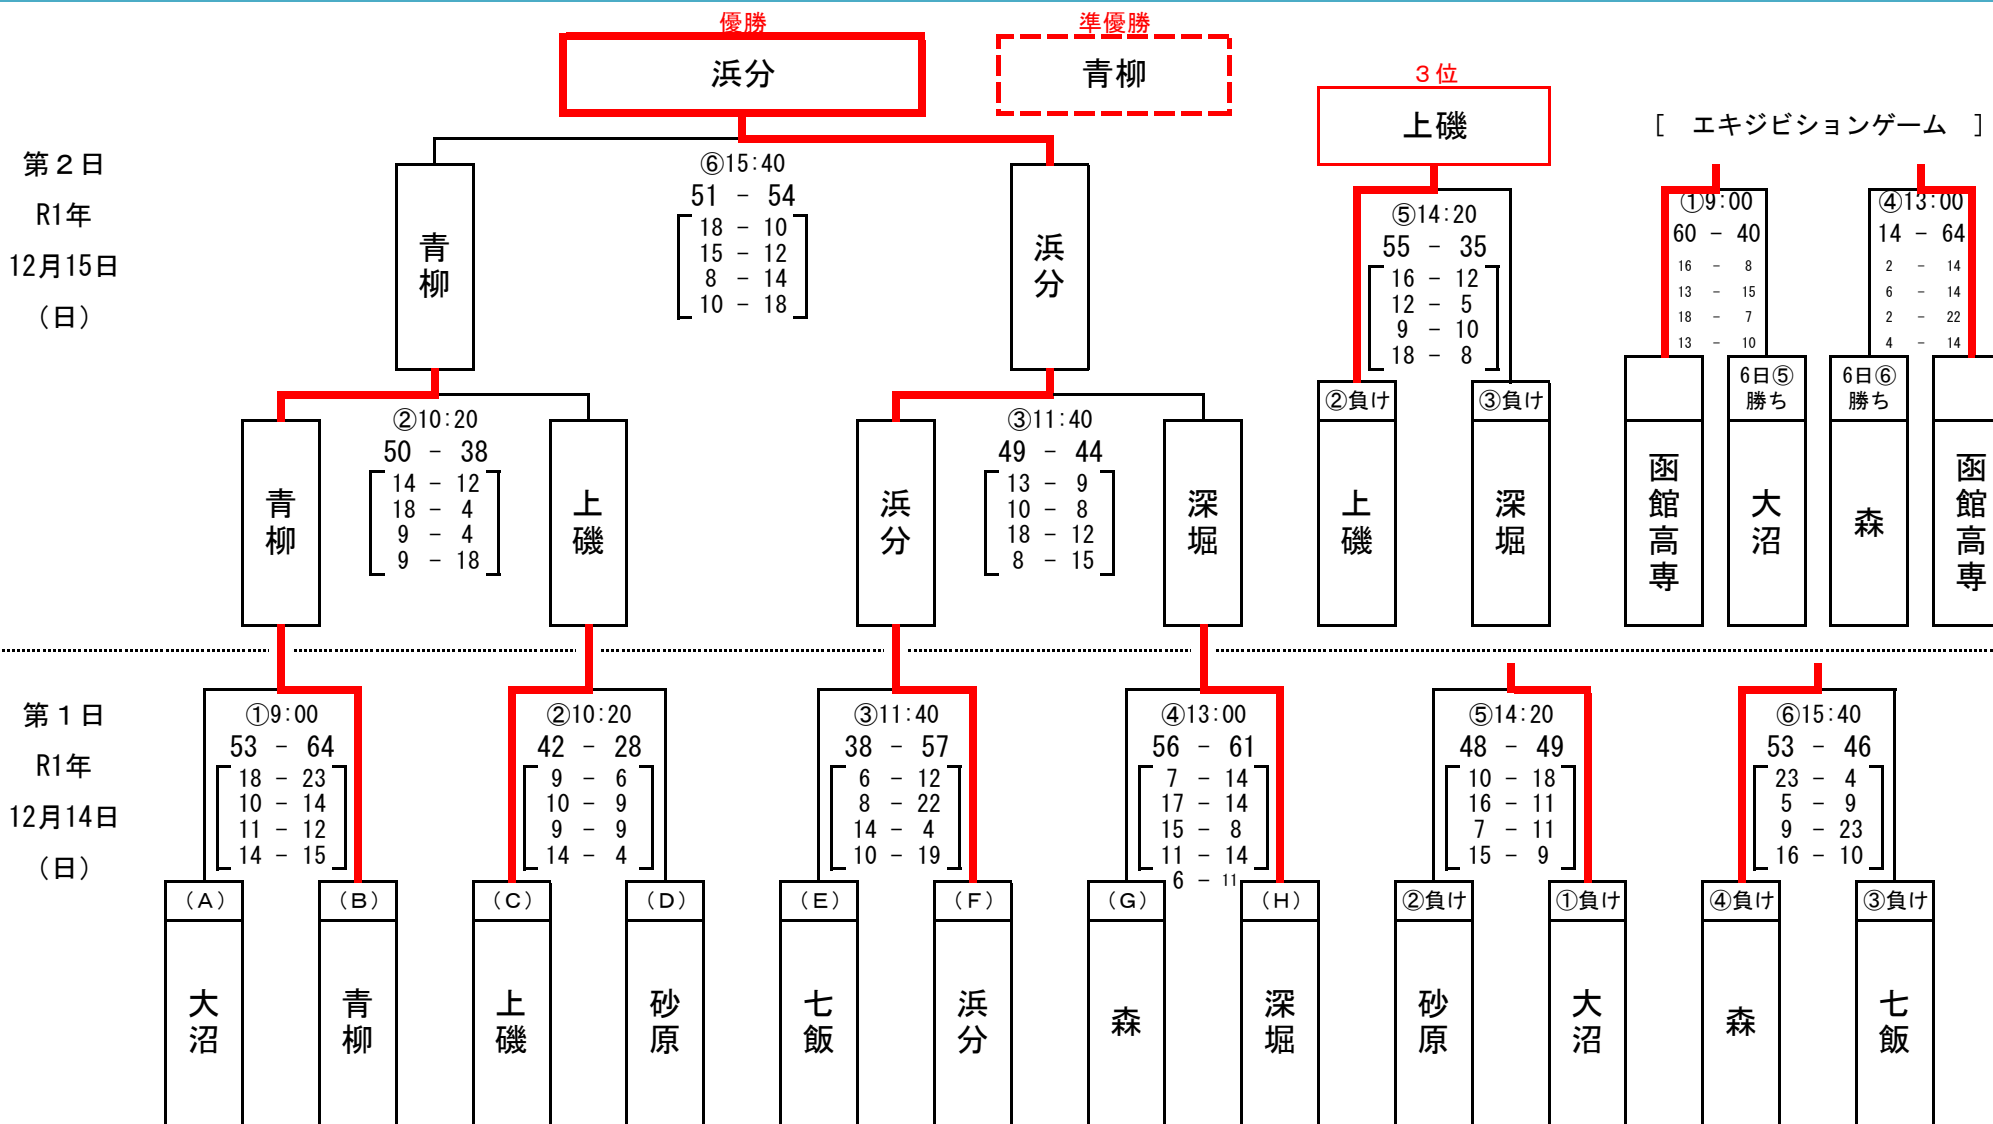 優勝
準優勝
浜分
青柳
３位
上磯
[　エキジビションゲーム　]
第２日
R1年
12月15日
（日）
⑥15:40
51 － 54
18 － 10
15 － 12
8 － 14
10 － 18
青柳
浜分
⑤14:20
55 － 35
16 － 12
12 － 5
9 － 10
18 － 8
①9:00
60 － 40
16 － 8
13 － 15
18 － 7
13 － 10
④13:00
14 － 64
2 － 14
6 － 14
2 － 22
4 － 14
②負け
③負け
6日⑤
勝ち
6日⑥
勝ち
②10:20
50 － 38
14 － 12
18 － 4
9 － 4
9 － 18
③11:40
49 － 44
13 － 9
10 － 8
18 － 12
8 － 15
青柳
上磯
浜分
深堀
上磯
深堀
函館高専
大沼
森
函館高専
第１日
R1年
12月14日
（日）
①9:00
53 － 64
18 － 23
10 － 14
11 － 12
14 － 15
②10:20
42 － 28
9 － 6
10 － 9
9 － 9
14 － 4
③11:40
38 － 57
6 － 12
8 － 22
14 － 4
10 － 19
④13:00
56 － 61
7 － 14
17 － 14
15 － 8
11 － 14
6 － 11
⑤14:20
48 － 49
10 － 18
16 － 11
7 － 11
15 － 9
⑥15:40
53 － 46
23 － 4
5 － 9
9 － 23
16 － 10
（A）
（B）
（C）
（D）
（E）
（F）
（G）
（H）
②負け
①負け
④負け
③負け
大沼
青柳
上磯
砂原
七飯
浜分
森
深堀
砂原
大沼
森
七飯